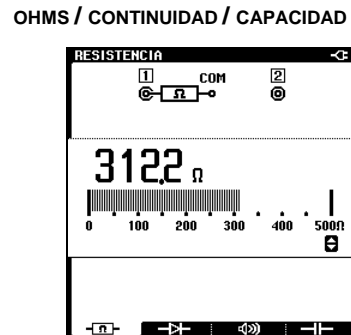 OHMS / CONTINUIDAD / CAPACIDAD
RESISTENCIA
1 COM 2
Ω
312,2 Ω
0 100 200 300 400 500Ω
Ω